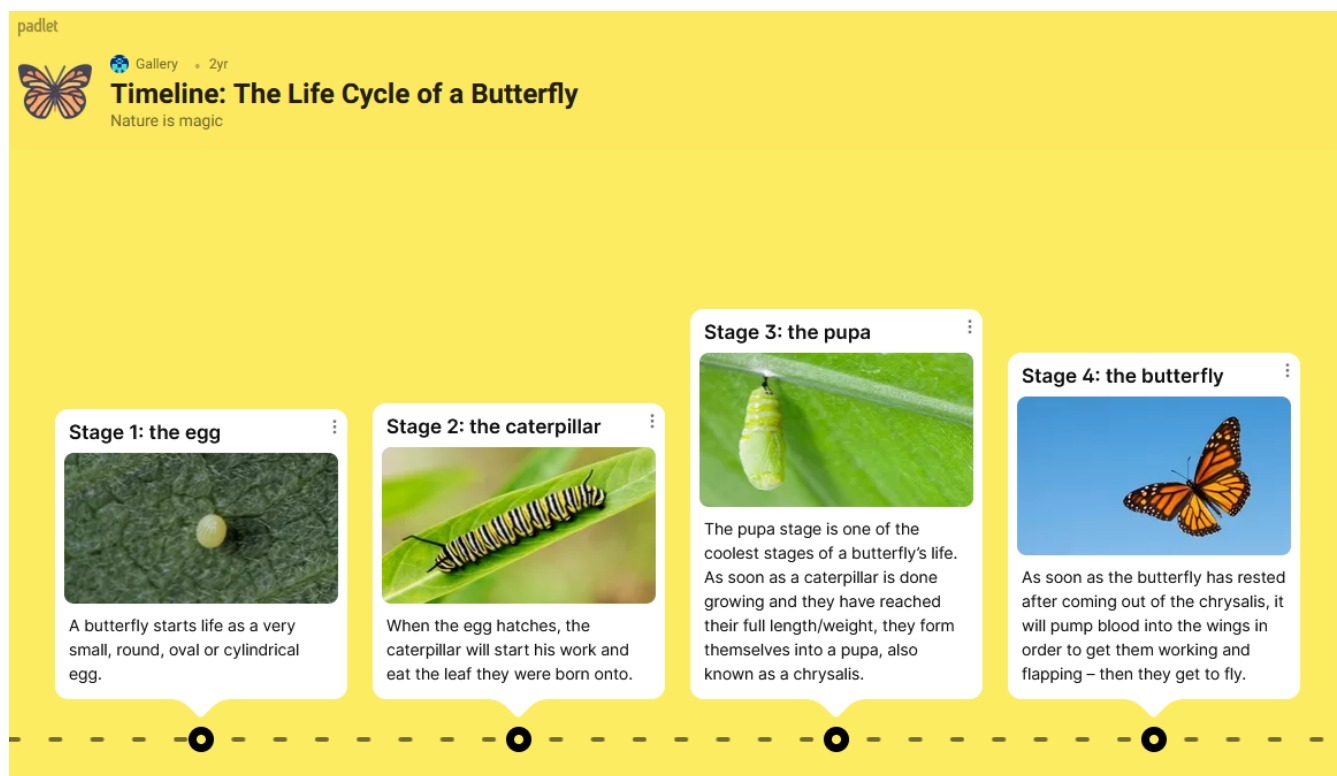 padlet
Gallery • 2yr
Timeline: The Life Cycle of a Butterfly
Nature is magic
Stage 1: the egg
A butterfly starts life as a very
small, round, oval or cylindrical
egg.
Stage 2: the caterpillar
When the egg hatches, the
caterpillar will start his work and
eat the leaf they were born onto.
Stage 3: the pupa
The pupa stage is one of the
coolest stages of a butterfly’s life.
As soon as a caterpillar is done
growing and they have reached
their full length/weight, they form
themselves into a pupa, also
known as a chrysalis.
Stage 4: the butterfly
As soon as the butterfly has rested
after coming out of the chrysalis, it
will pump blood into the wings in
order to get them working and
flapping – then they get to fly.